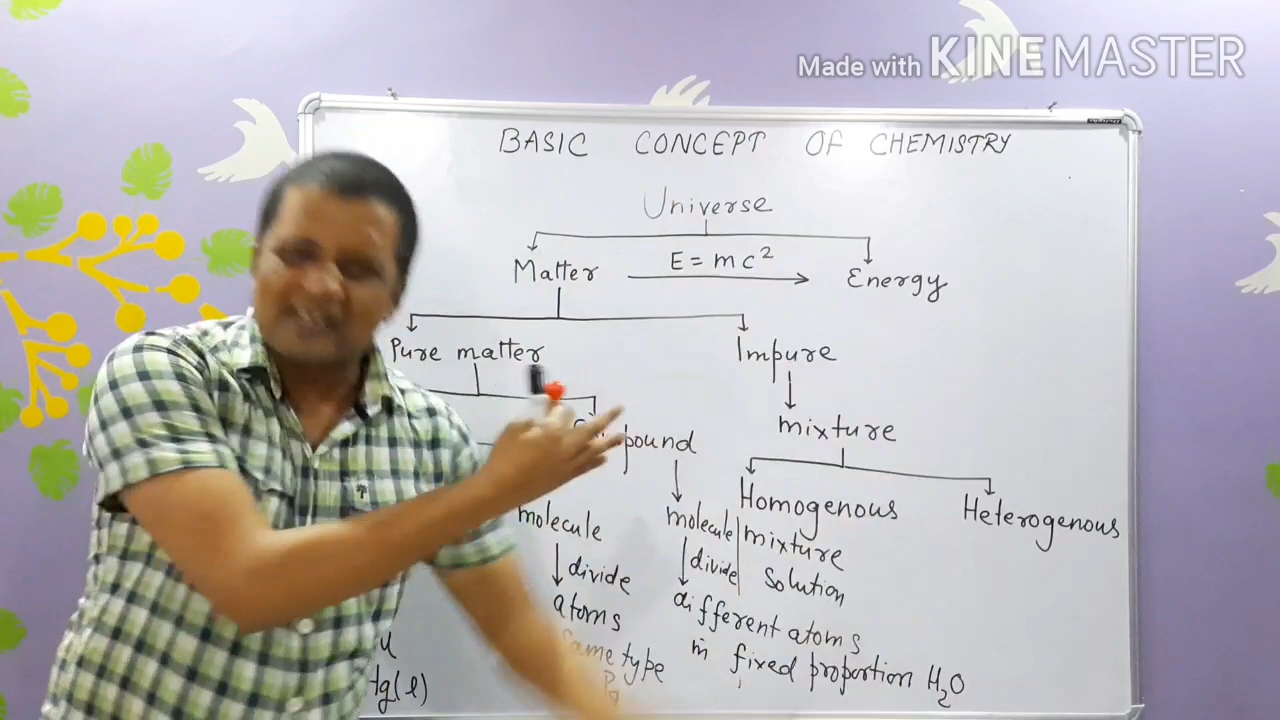 Made with KINEMASTER
BASIC CONCEPT OF CHEMISTRY
Universe
Matter E = mc² Energy
Pure matter Impure
mixture
Homogenous Heterogenous
mixture
solution
molecule molecule
divide divide
atoms different atoms
same type in fixed proportion H₂O
Hg(l)